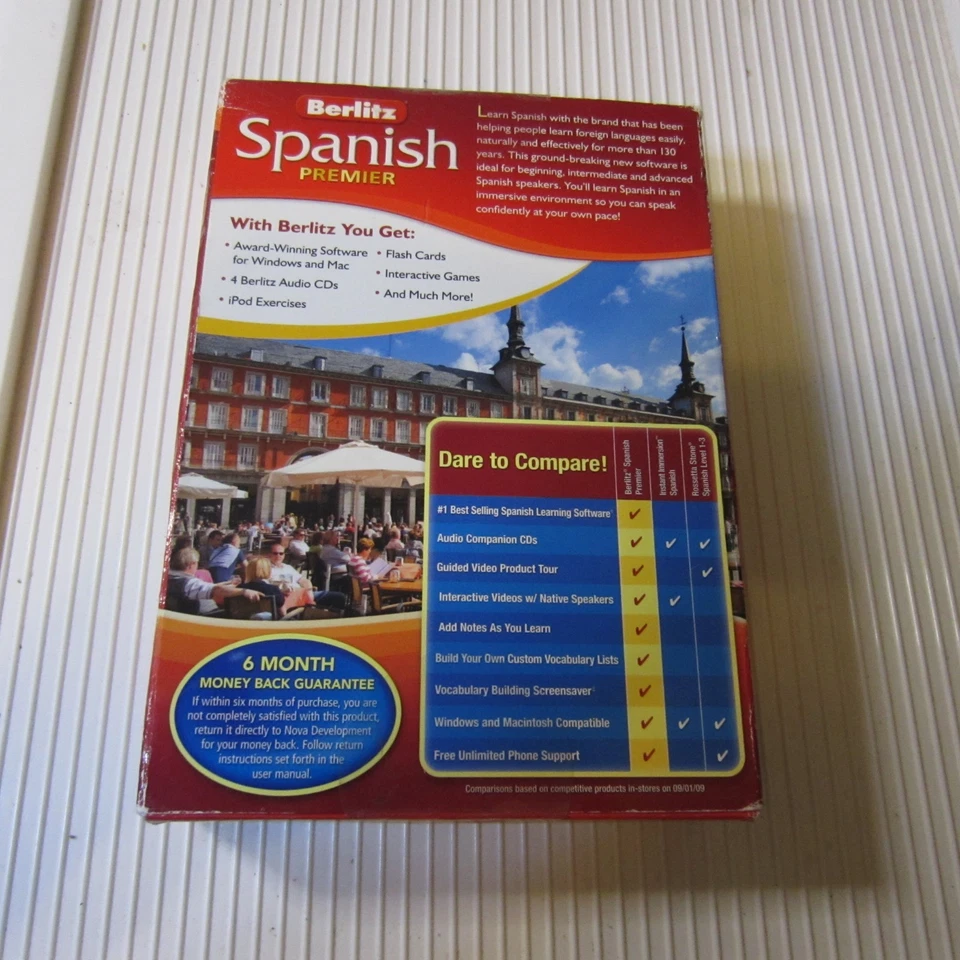 Berlitz
Spanish
PREMIER
Learn Spanish with the brand that has been
helping people learn foreign languages easily,
naturally and effectively for more than 130
years. This ground-breaking new software is
ideal for beginning, intermediate and advanced
Spanish speakers. You'll learn Spanish in an
immersive environment so you can speak
confidently at your own pace!
With Berlitz You Get:
• Award-Winning Software
for Windows and Mac
• 4 Berlitz Audio CDs
• iPod Exercises
• Flash Cards
• Interactive Games
• And Much More!
Dare to Compare!
Berlitz® Spanish
Premier
Instant Immersion™
Spanish
Rossetta Stone®
Spanish Level 1-3
#1 Best Selling Spanish Learning Software
Audio Companion CDs
Guided Video Product Tour
Interactive Videos w/ Native Speakers
Add Notes As You Learn
Build Your Own Custom Vocabulary Lists
Vocabulary Building Screensaver
Windows and Macintosh Compatible
Free Unlimited Phone Support
Comparisons based on competitive products in-stores on 09/01/09
6 MONTH
MONEY BACK GUARANTEE
If within six months of purchase, you are
not completely satisfied with this product,
return it directly to Nova Development
for your money back. Follow return
instructions set forth in the
user manual.